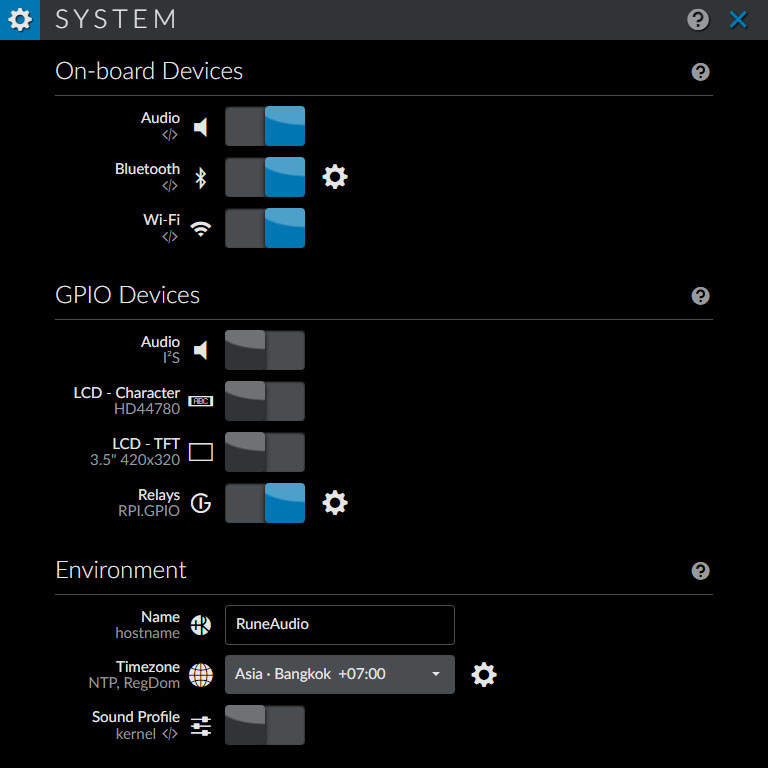 SYSTEM
On-board Devices
Audio
</>
Bluetooth
</>
Wi-Fi
</>
GPIO Devices
Audio
I²S
LCD - Character
HD44780
ABC
LCD - TFT
3.5" 420x320
Relays
RPI.GPIO
Environment
Name
hostname
RuneAudio
Timezone
NTP, RegDom
Asia · Bangkok +07:00
Sound Profile
kernel </>